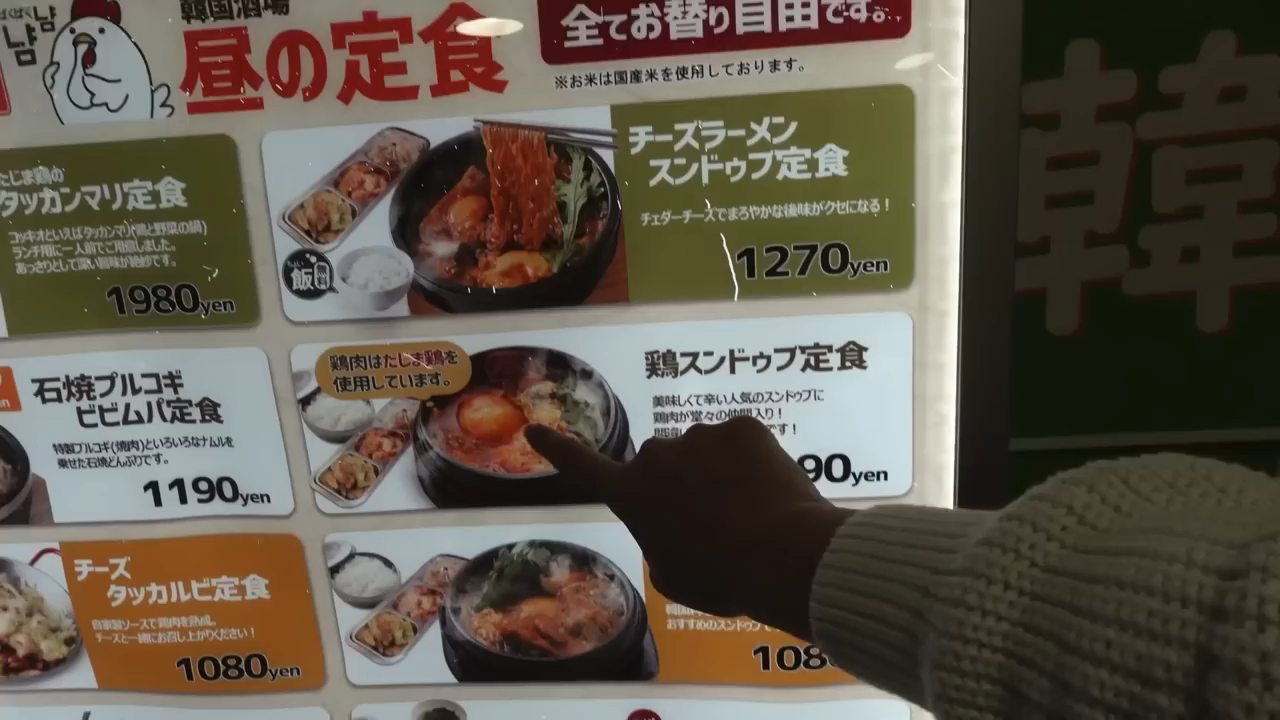 냠
냠
韓国酒場
昼の定食
全てお替り自由です。
※お米は国産米を使用しております。
たじま鶏の
タッカンマリ定食
コッキオといえばタッカンマリ(鶏と野菜の鍋)
ランチ用に一人前でご用意しました。
あっさりとして深い旨味が絶妙です。
1980yen
チーズラーメン
スンドゥブ定食
チェダーチーズでまろやかな後味がクセになる!
飯
1270yen
石焼プルコギ
ビビムパ定食
特製プルコギ(焼肉)といろいろなナムルを
乗せた石焼どんぶりです。
1190yen
鶏肉はたじま鶏を
使用しています。
鶏スンドゥブ定食
美味しくて辛い人気のスンドゥブに
鶏肉が堂々の仲間入り!
です!
90yen
チーズ
タッカルビ定食
自家製ソースで鶏肉を熟成。
チーズと一緒にお召し上がりください!
1080yen
おすすめのスンドゥブ
108
韓